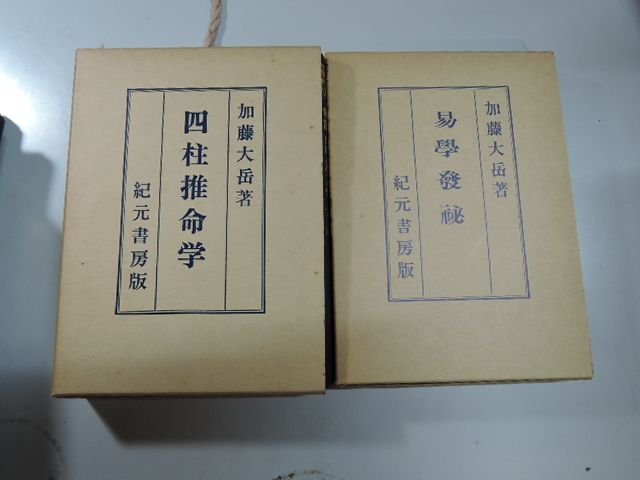 加藤大岳著
四柱推命学
紀元書房版
加藤大岳著
易學發祕
紀元書房版